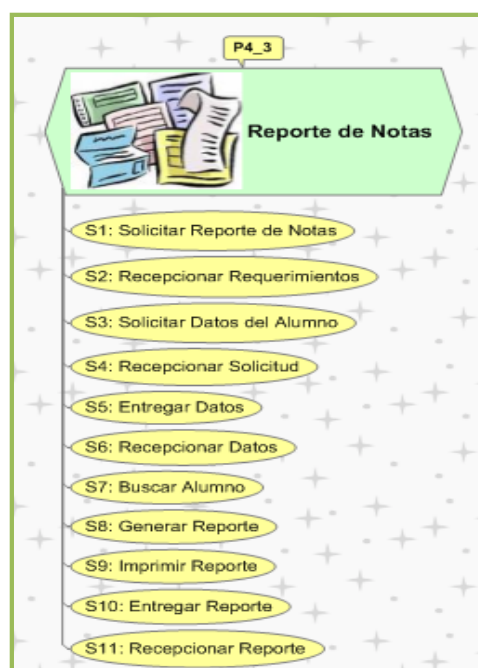 P4_3
Reporte de Notas
S1: Solicitar Reporte de Notas
S2: Recepcionar Requerimientos
S3: Solicitar Datos del Alumno
S4: Recepcionar Solicitud
S5: Entregar Datos
S6: Recepcionar Datos
S7: Buscar Alumno
S8: Generar Reporte
S9: Imprimir Reporte
S10: Entregar Reporte
S11: Recepcionar Reporte